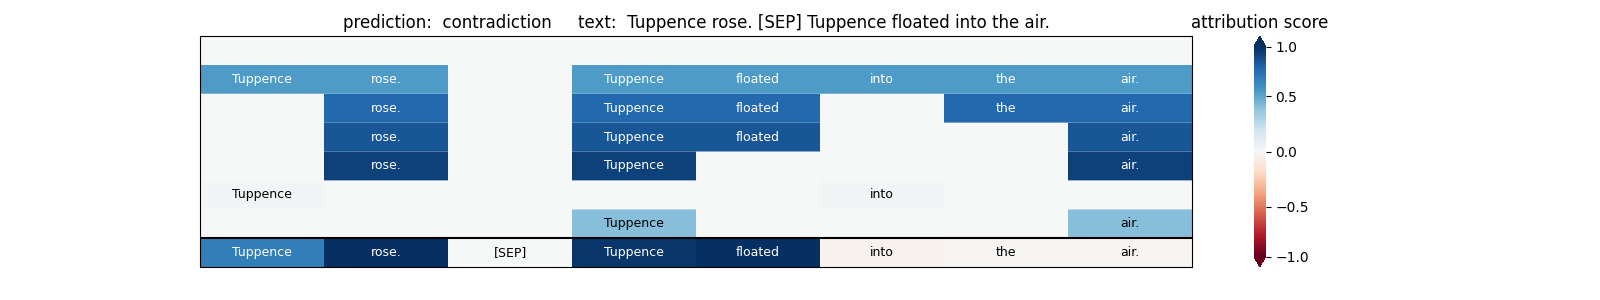 prediction:  contradiction     text:  Tuppence rose. [SEP] Tuppence floated into the air.
attribution score
Tuppence rose. Tuppence floated into the air.
rose. Tuppence floated the air.
rose. Tuppence floated air.
rose. Tuppence air.
Tuppence into
Tuppence air.
Tuppence rose. [SEP] Tuppence floated into the air.
1.0
0.5
0.0
−0.5
−1.0